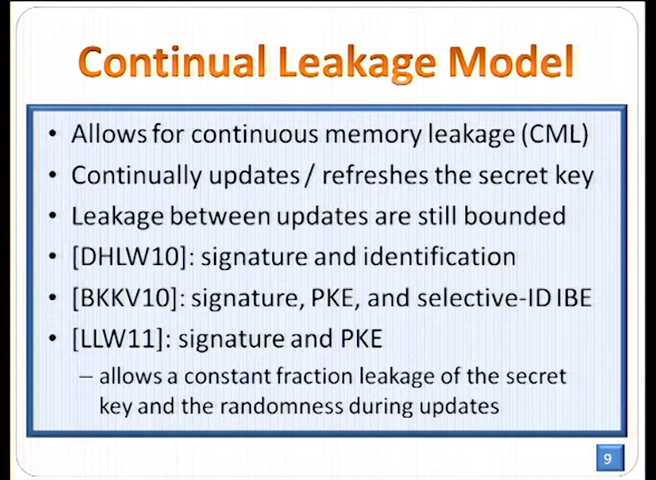 Continual Leakage Model
• Allows for continuous memory leakage (CML)
• Continually updates / refreshes the secret key
• Leakage between updates are still bounded
• [DHLW10]: signature and identification
• [BKKV10]: signature, PKE, and selective-ID IBE
• [LLW11]: signature and PKE
– allows a constant fraction leakage of the secret
key and the randomness during updates
9